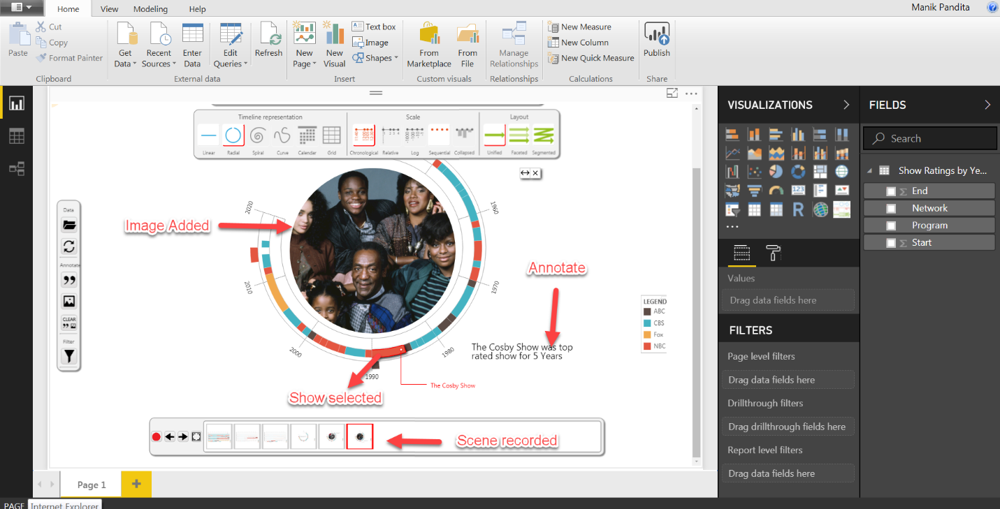 Home View Modeling Help
Manik Pandita
Cut
Copy
Format Painter
Paste
Clipboard
Get Data
Recent Sources
Enter Data
Edit Queries
External data
Refresh
New Page
New Visual
Text box
Image
Shapes
Insert
From Marketplace
From File
Custom visuals
Manage Relationships
Relationships
New Measure
New Column
New Quick Measure
Calculations
Publish
Share
Timeline representation
Linear Radial Spiral Curve Calendar Grid
Scale
1 2 3 4
Chronological Relative Log Sequential Collapsed
Layout
Unified Faceted Segmented
Data
Annotate
CLEAR
Filter
Image Added
2020
1960
2010
1970
2000
1980
1990
Annotate
The Cosby Show was top
rated show for 5 Years
The Cosby Show
Show selected
LEGEND
ABC
CBS
Fox
NBC
Scene recorded
VISUALIZATIONS
123
R
Values
Drag data fields here
FILTERS
Page level filters
Drag data fields here
Drillthrough filters
Drag drillthrough fields here
Report level filters
Drag data fields here
FIELDS
Search
Show Ratings by Ye...
Σ End
Network
Program
Σ Start
Page 1
PAGE
Internet Explorer